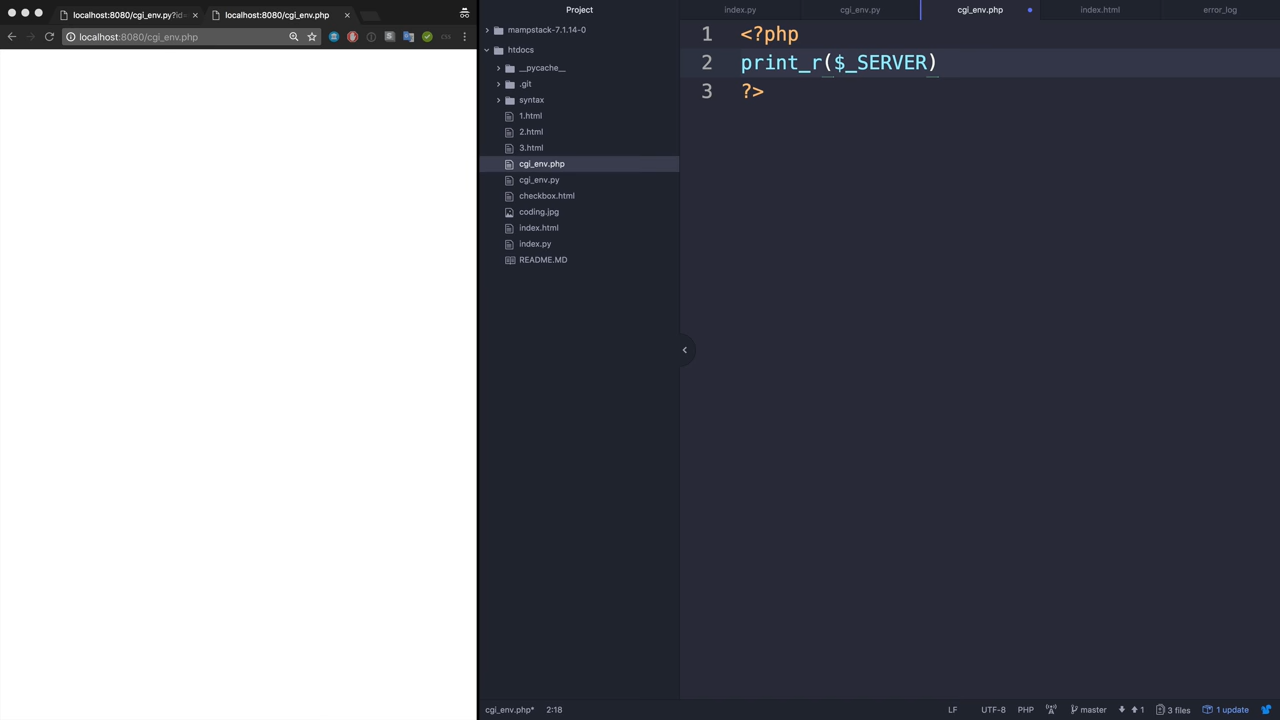 localhost:8080/cgi_env.py?id=
localhost:8080/cgi_env.php
localhost:8080/cgi_env.php
Project
mampstack-7.1.14-0
htdocs
__pycache__
.git
syntax
1.html
2.html
3.html
cgi_env.php
cgi_env.py
checkbox.html
coding.jpg
index.html
index.py
README.MD
index.py
cgi_env.py
cgi_env.php
index.html
error_log
1 <?php
2 print_r($_SERVER)
3 ?>
cgi_env.php* 2:18
LF UTF-8 PHP master 1 3 files 1 update